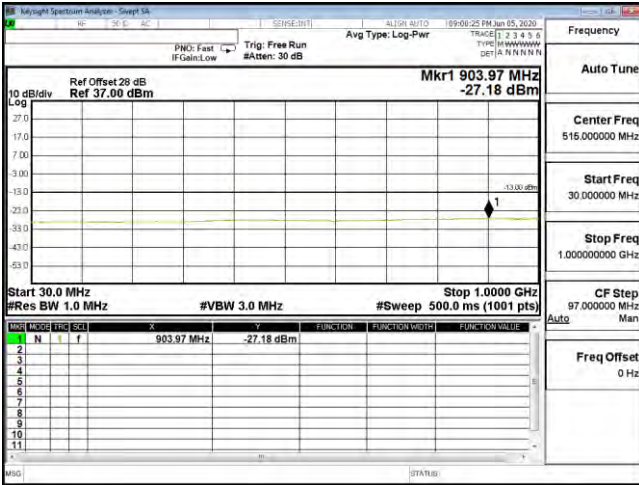 Keysight Spectrum Analyzer - Swept SA
RF 50 Ω AC SENSE:INT ALIGN AUTO 09:08:25 PM Jun 05, 2020
Avg Type: Log-Pwr
TRACE 1 2 3 4 5 6
PNO: Fast Trig: Free Run
TYPE M WWWWW
IFGain:Low #Atten: 30 dB
DET A N N N N N
Frequency
Auto Tune
Mkr1 903.97 MHz
Ref Offset 28 dB
10 dB/div Ref 37.00 dBm -27.18 dBm
Log
27.0
17.0
7.00
-3.00
-13.0
-13.00 dBm
1
-23.0
-33.0
-43.0
-53.0
Start 30.0 MHz Stop 1.0000 GHz
#Res BW 1.0 MHz #VBW 3.0 MHz #Sweep 500.0 ms (1001 pts)
MKR MODE TRC SCL X Y FUNCTION FUNCTION WIDTH FUNCTION VALUE
1 N 1 f 903.97 MHz -27.18 dBm
2
3
4
5
6
7
8
9
10
11
MSG STATUS
Center Freq
515.000000 MHz
Start Freq
30.000000 MHz
Stop Freq
1.000000000 GHz
CF Step
97.000000 MHz
Auto Man
Freq Offset
0 Hz